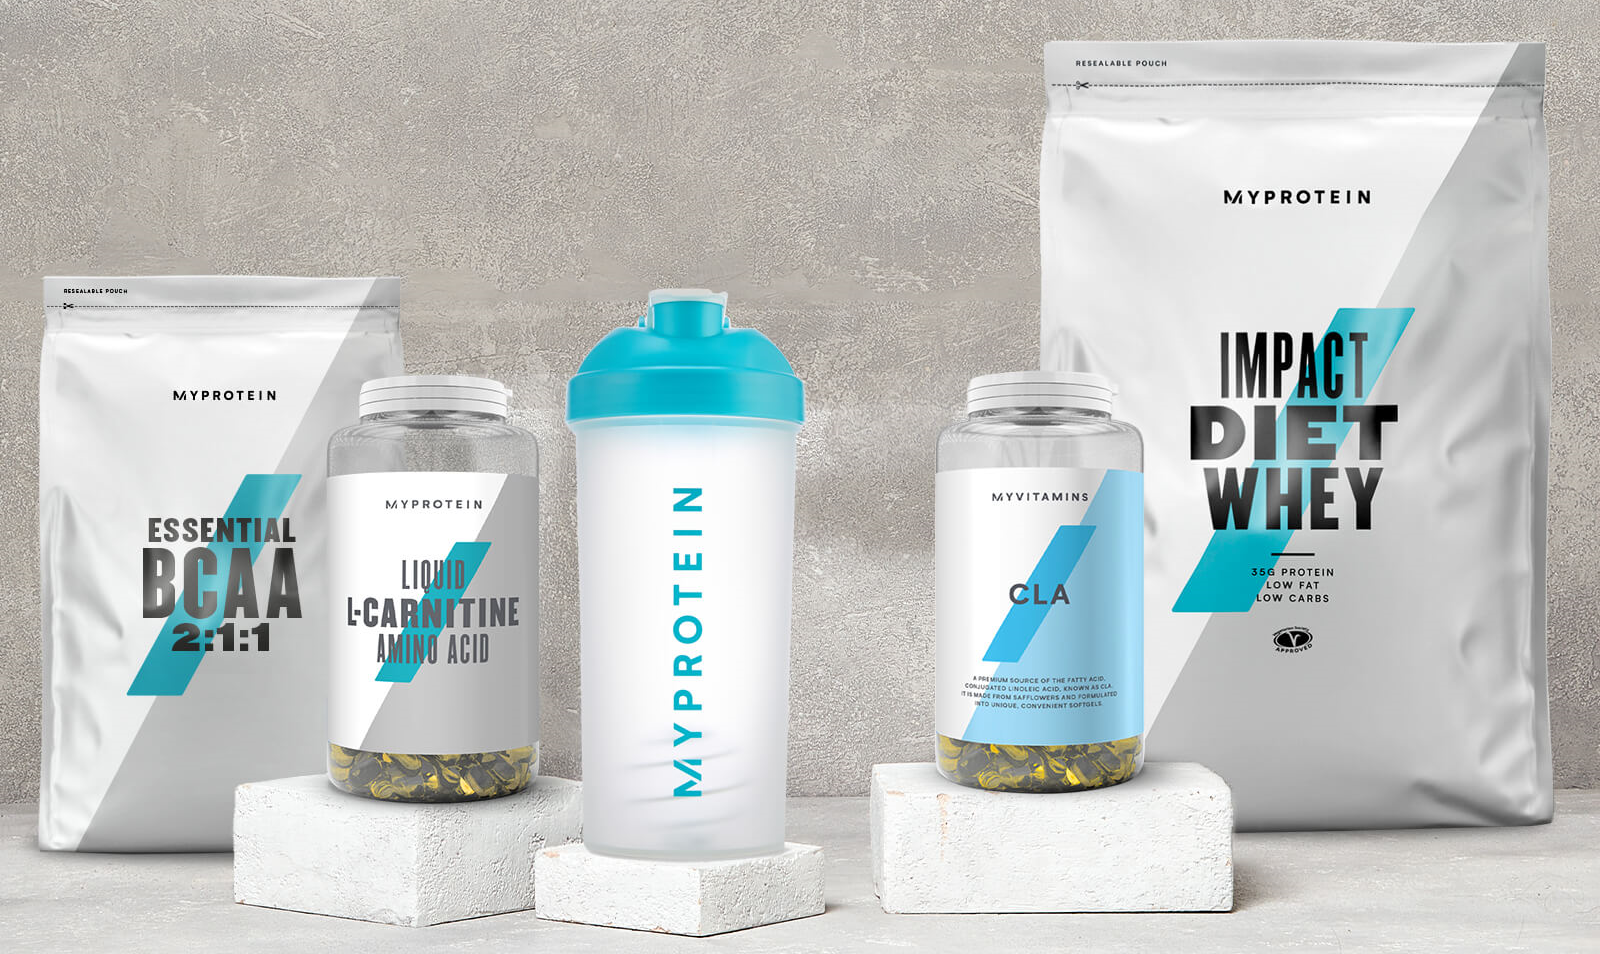 RESEALABLE POUCH
MYPROTEIN
ESSENTIAL
BCAA
2:1:1
MYPROTEIN
LIQUID
L-CARNITINE
AMINO ACID
MYPROTEIN
MYVITAMINS
CLA
A PREMIUM SOURCE OF THE FATTY ACID,
CONJUGATED LINOLEIC ACID, KNOWN AS CLA.
IT IS MADE FROM SAFFLOWERS AND FORMULATED
INTO UNIQUE, CONVENIENT SOFTGELS.
RESEALABLE POUCH
MYPROTEIN
IMPACT
DIET
WHEY
35G PROTEIN
LOW FAT
LOW CARBS
Vegetarian Society
V
APPROVED